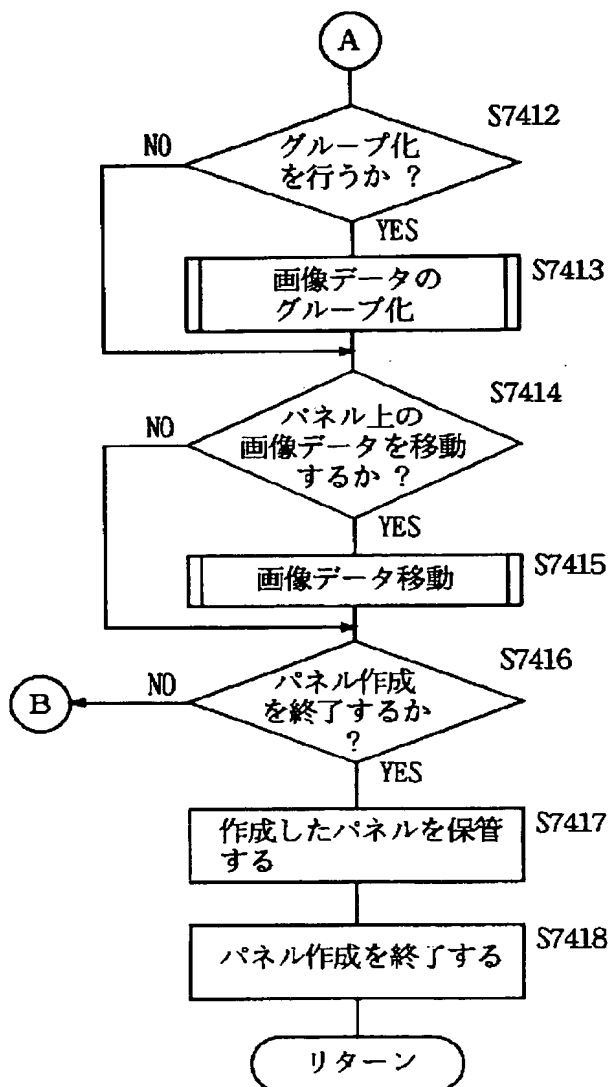 A
S7412
グループ化
を行うか ?
NO
YES
S7413
画像データの
グループ化
S7414
パネル上の
画像データを移動
するか ?
NO
YES
S7415
画像データ移動
S7416
パネル作成
を終了するか
?
NO
B
YES
S7417
作成したパネルを保管
する
S7418
パネル作成を終了する
リターン